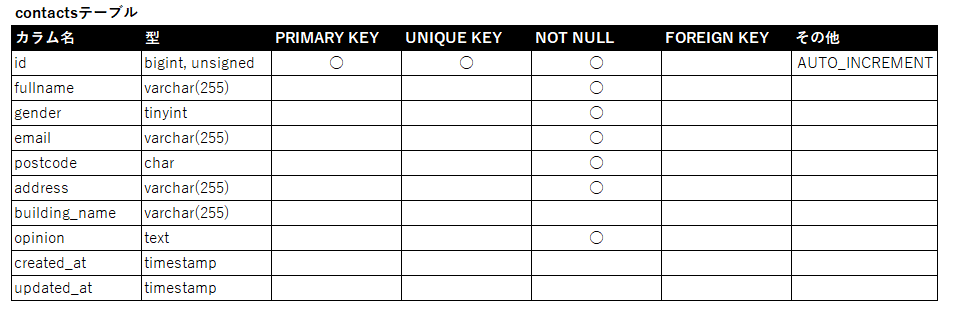 contactsテーブル
カラム名 型 PRIMARY KEY UNIQUE KEY NOT NULL FOREIGN KEY その他
id bigint, unsigned ○ ○ ○ AUTO_INCREMENT
fullname varchar(255) ○
gender tinyint ○
email varchar(255) ○
postcode char ○
address varchar(255) ○
building_name varchar(255)
opinion text ○
created_at timestamp
updated_at timestamp